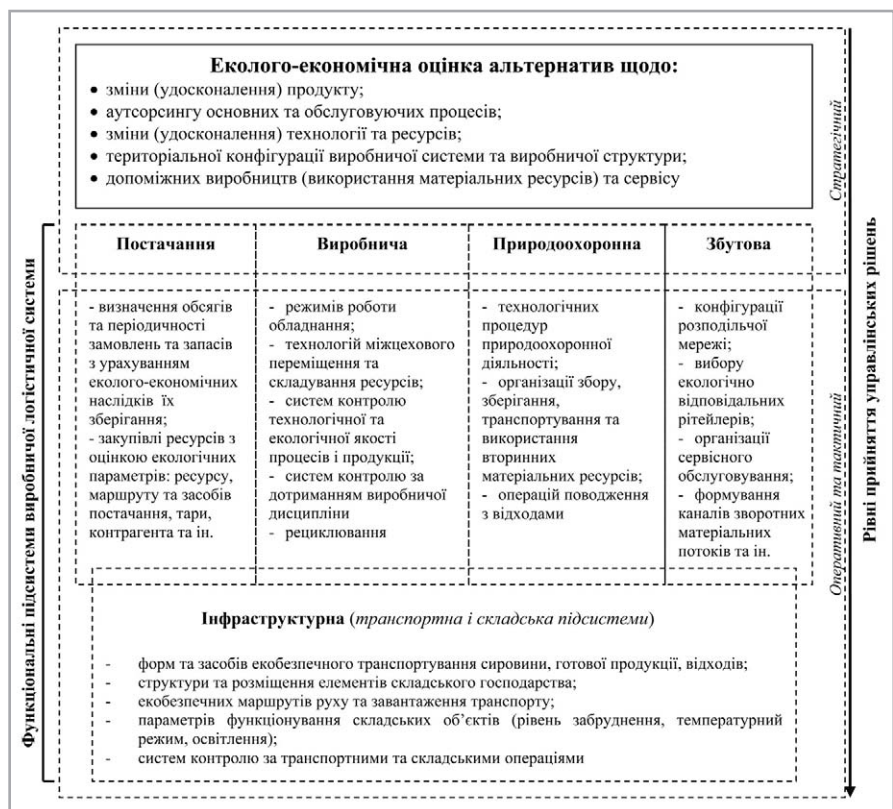 Еколого-економічна оцінка альтернатив щодо:
• зміни (удосконалення) продукту;
• аутсорсингу основних та обслуговуючих процесів;
• зміни (удосконалення) технології та ресурсів;
• територіальної конфігурації виробничої системи та виробничої структури;
• допоміжних виробництв (використання матеріальних ресурсів) та сервісу
Стратегічний
Рівні прийняття управлінських рішень
Функціональні підсистеми виробничої логістичної системи
Постачання
- визначення обсягів
та періодичності
замовлень та запасів
з урахуванням
еколого-економічних
наслідків їх
зберігання;
- закупівлі ресурсів з
оцінкою екологічних
параметрів: ресурсу,
маршруту та засобів
постачання, тари,
контрагента та ін.
Виробнича
- режимів роботи
обладнання;
- технологій міжцехового
переміщення та
складування ресурсів;
- систем контролю
технологічної та
екологічної якості
процесів і продукції;
- систем контролю за
дотриманням виробничої
дисципліни
- рециклювання
Природоохоронна
- технологічних
процедур
природоохоронної
діяльності;
- організації збору,
зберігання,
транспортування та
використання
вторинних
матеріальних ресурсів;
- операцій поводження
з відходами
Збутова
- конфігурації
розподільчої
мережі;
- вибору
екологічно
відповідальних
рітейлерів;
- організації
сервісного
обслуговування;
- формування
каналів зворотних
матеріальних
потоків та ін.
Оперативний та тактичний
Інфраструктурна (транспортна і складська підсистеми)
- форм та засобів екобезпечного транспортування сировини, готової продукції, відходів;
- структури та розміщення елементів складського господарства;
- екобезпечних маршрутів руху та завантаження транспорту;
- параметрів функціонування складських об’єктів (рівень забруднення, температурний
режим, освітлення);
- систем контролю за транспортними та складськими операціями